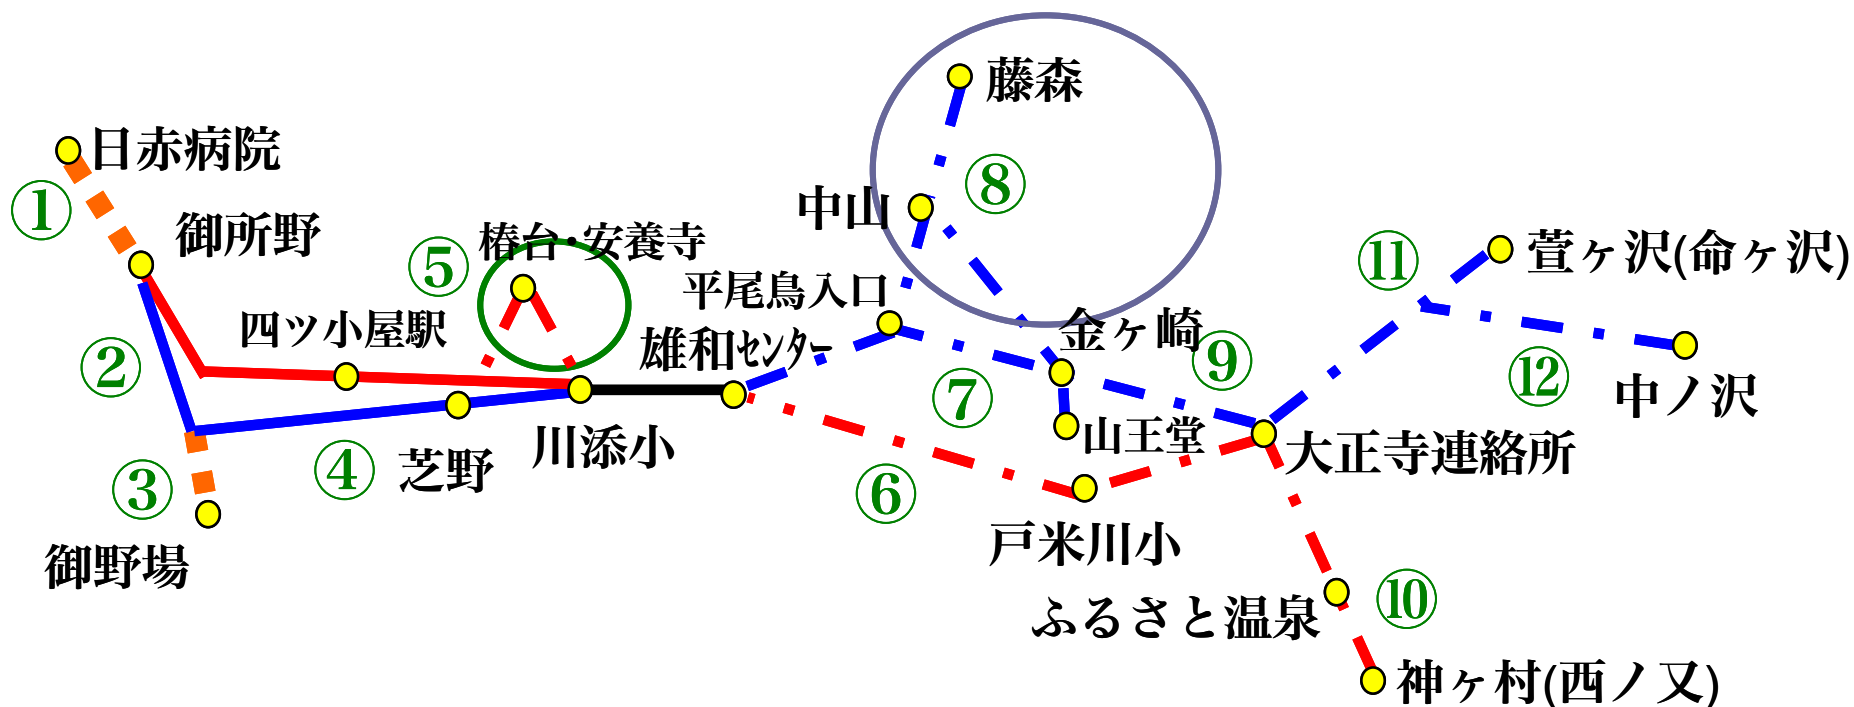 藤森
日赤病院
①
⑧
中山
御所野
椿台・安養寺
⑤
⑪
萱ヶ沢(命ヶ沢)
平尾鳥入口
四ツ小屋駅
雄和センター
金ヶ崎
②
⑨
⑦
⑫
中ノ沢
山王堂
川添小
大正寺連絡所
芝野
④
③
⑥
戸米川小
御野場
ふるさと温泉
⑩
神ヶ村(西ノ又)